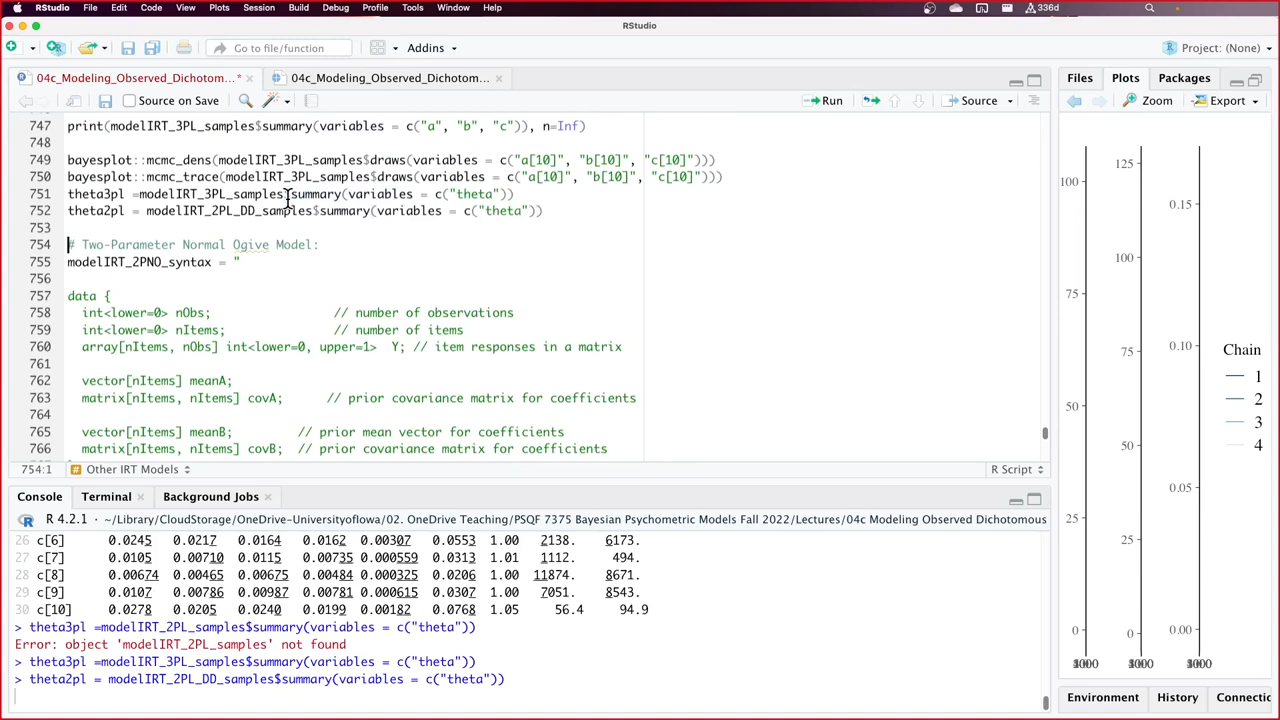 RStudio File Edit Code View Plots Session Build Debug Profile Tools Window Help 336d
RStudio
Go to file/function Addins Project: (None)
04c_Modeling_Observed_Dichotom...* 04c_Modeling_Observed_Dichotom...
Source on Save Run Source
747 print(modelIRT_3PL_samples$summary(variables = c("a", "b", "c")), n=Inf)
748
749 bayesplot::mcmc_dens(modelIRT_3PL_samples$draws(variables = c("a[10]", "b[10]", "c[10]")))
750 bayesplot::mcmc_trace(modelIRT_3PL_samples$draws(variables = c("a[10]", "b[10]", "c[10]")))
751 theta3pl =modelIRT_3PL_samples$summary(variables = c("theta"))
752 theta2pl = modelIRT_2PL_DD_samples$summary(variables = c("theta"))
753
754 # Two-Parameter Normal Ogive Model:
755 modelIRT_2PNO_syntax = "
756
757 data {
758 int<lower=0> nObs; // number of observations
759 int<lower=0> nItems; // number of items
760 array[nItems, nObs] int<lower=0, upper=1> Y; // item responses in a matrix
761
762 vector[nItems] meanA;
763 matrix[nItems, nItems] covA; // prior covariance matrix for coefficients
764
765 vector[nItems] meanB; // prior mean vector for coefficients
766 matrix[nItems, nItems] covB; // prior covariance matrix for coefficients
754:1 # Other IRT Models R Script
Console Terminal Background Jobs
R 4.2.1 · ~/Library/CloudStorage/OneDrive-UniversityofIowa/02. OneDrive Teaching/PSQF 7375 Bayesian Psychometric Models Fall 2022/Lectures/04c Modeling Observed Dichotomous
26 c[6] 0.0245 0.0217 0.0164 0.0162 0.00307 0.0553 1.00 2138. 6173.
27 c[7] 0.0105 0.00710 0.0115 0.00735 0.000559 0.0313 1.01 1112. 494.
28 c[8] 0.00674 0.00465 0.00675 0.00484 0.000325 0.0206 1.00 11874. 8671.
29 c[9] 0.0107 0.00786 0.00987 0.00781 0.000615 0.0307 1.00 7051. 8543.
30 c[10] 0.0278 0.0205 0.0240 0.0199 0.00182 0.0768 1.05 56.4 94.9
> theta3pl =modelIRT_2PL_samples$summary(variables = c("theta"))
Error: object 'modelIRT_2PL_samples' not found
> theta3pl =modelIRT_3PL_samples$summary(variables = c("theta"))
> theta2pl = modelIRT_2PL_DD_samples$summary(variables = c("theta"))
Files Plots Packages
Zoom Export
100
75
50
25
0
125
100
75
50
25
0
0.15
0.10
0.05
0.00
Chain
1
2
3
4
Environment History Connectic